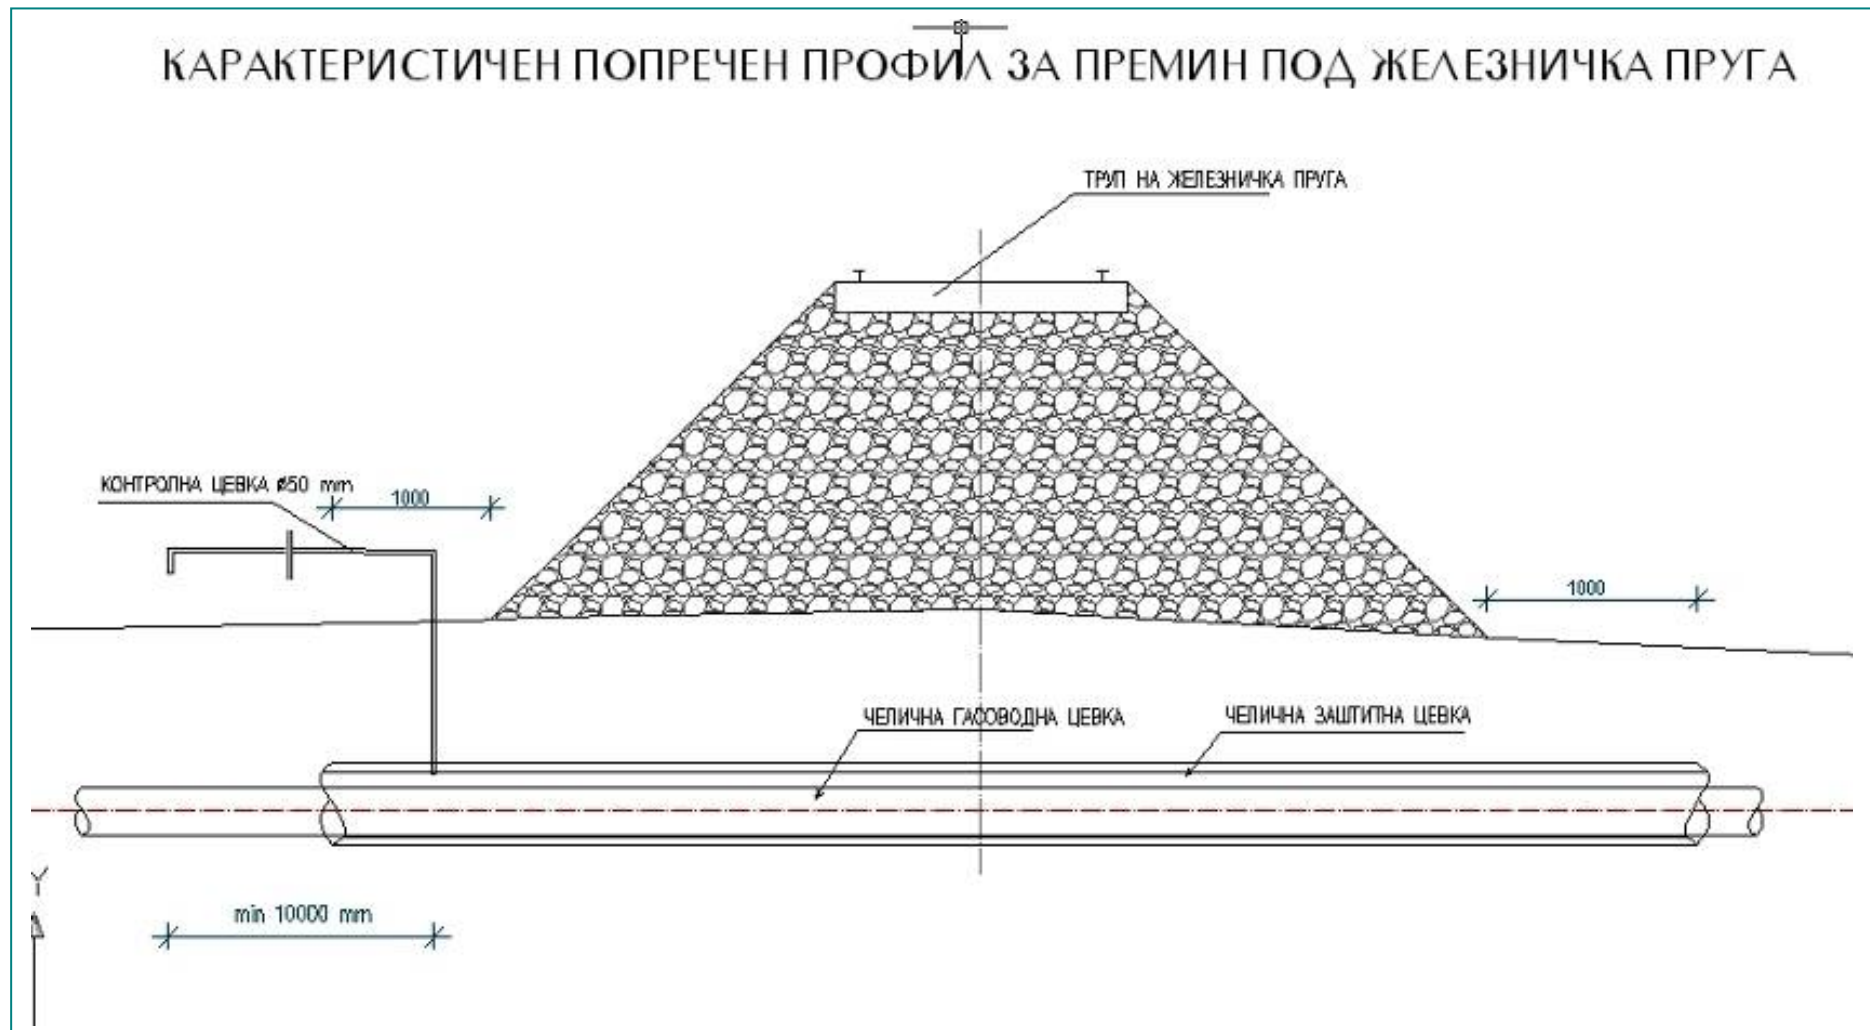 КАРАКТЕРИСТИЧЕН ПОПРЕЧЕН ПРОФИЛ ЗА ПРЕМИН ПОД ЖЕЛЕЗНИЧКА ПРУГА
ТРУП НА ЖЕЛЕЗНИЧКА ПРУГА
КОНТРОЛНА ЦЕВКА ø50 mm
1000
1000
ЧЕЛИЧНА ГАСОВОДНА ЦЕВКА
ЧЕЛИЧНА ЗАШТИТНА ЦЕВКА
Y
min 10000 mm